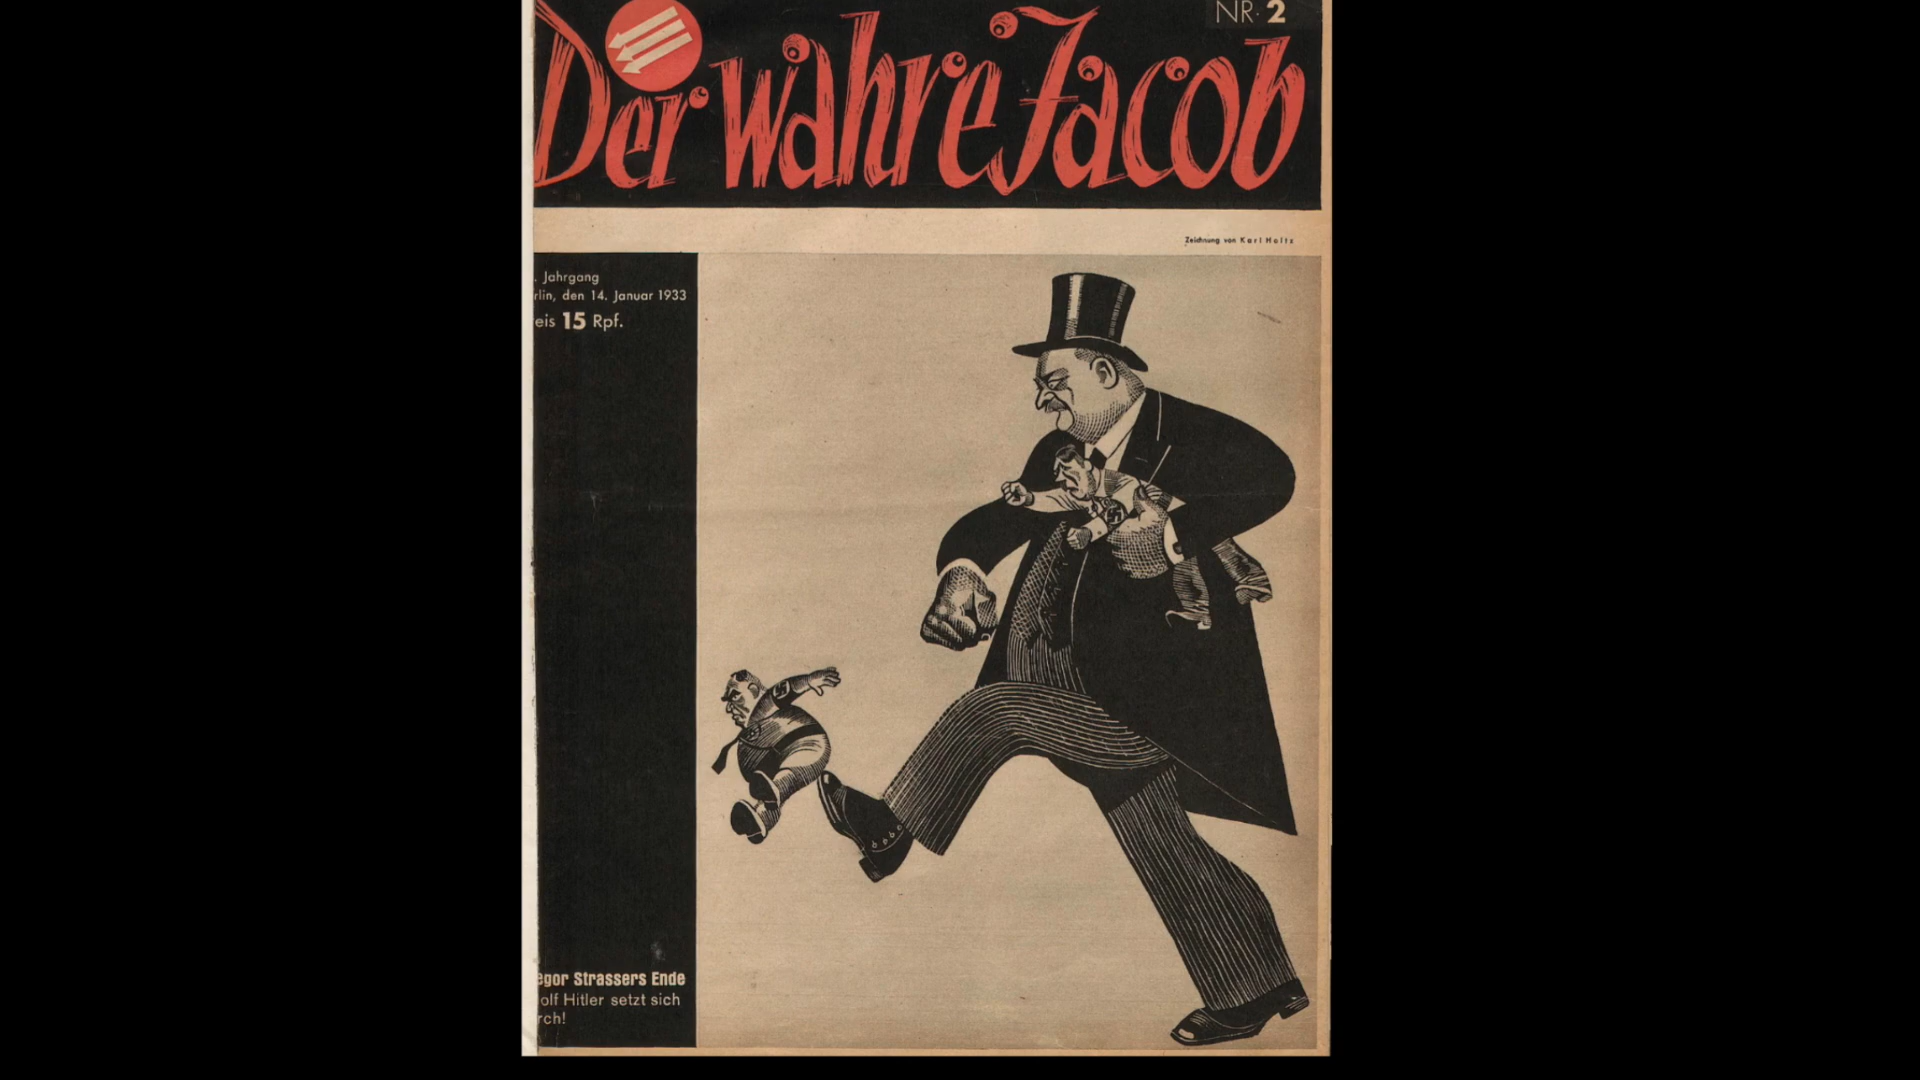 NR. 2
Der wahre Jacob
Zeichnung von Karl Holtz
. Jahrgang
rlin, den 14. Januar 1933
eis 15 Rpf.
egor Strassers Ende
olf Hitler setzt sich
rch!